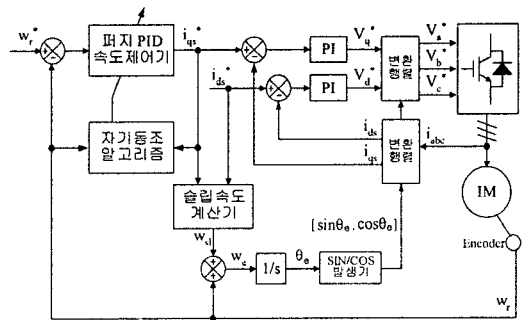 w_r^*
퍼지 PID
속도제어기
i_qs^*
i_ds^*
PI
V_q^*
PI
V_d^*
변환
행렬
V_a^*
V_b^*
V_c^*
자기동조
알고리즘
i_ds
i_qs
변환
행렬
i_abc
슬립속도
계산기
[sinθ_e, cosθ_e]
IM
w_sl
w_e
1/s
θ_e
SIN/COS
발생기
Encoder
w_r